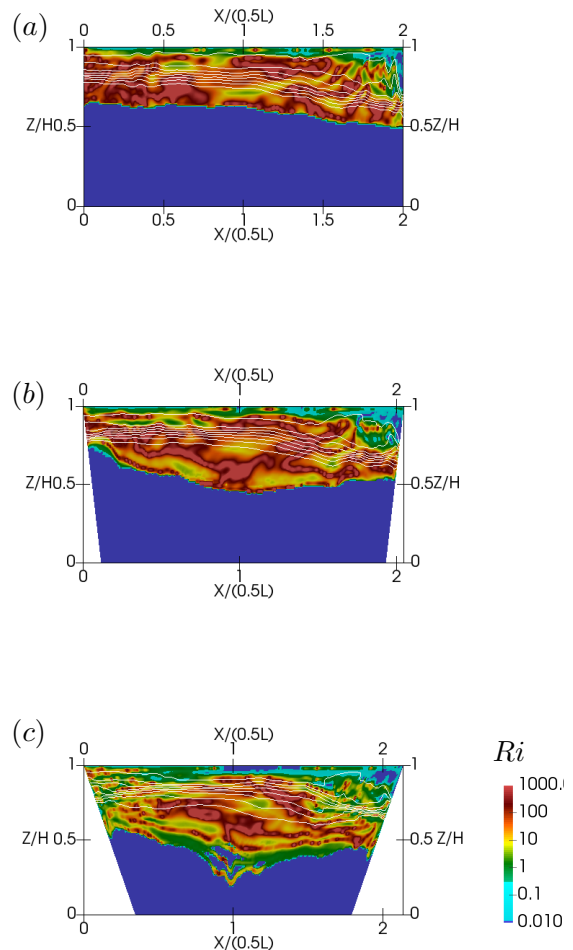 (a)
X/(0.5L)
0 0.5 1 1.5 2
1 1
Z/H0.5 0.5Z/H
0 0
0 0.5 1 1.5 2
X/(0.5L)
(b)
X/(0.5L)
0 1 2
1 1
Z/H0.5 0.5Z/H
0 0
0 1 2
X/(0.5L)
(c)
X/(0.5L)
0 1 2
1 1
Z/H 0.5 0.5 Z/H
0 0
0 1 2
X/(0.5L)
Ri
1000.
100
10
1
0.1
0.010